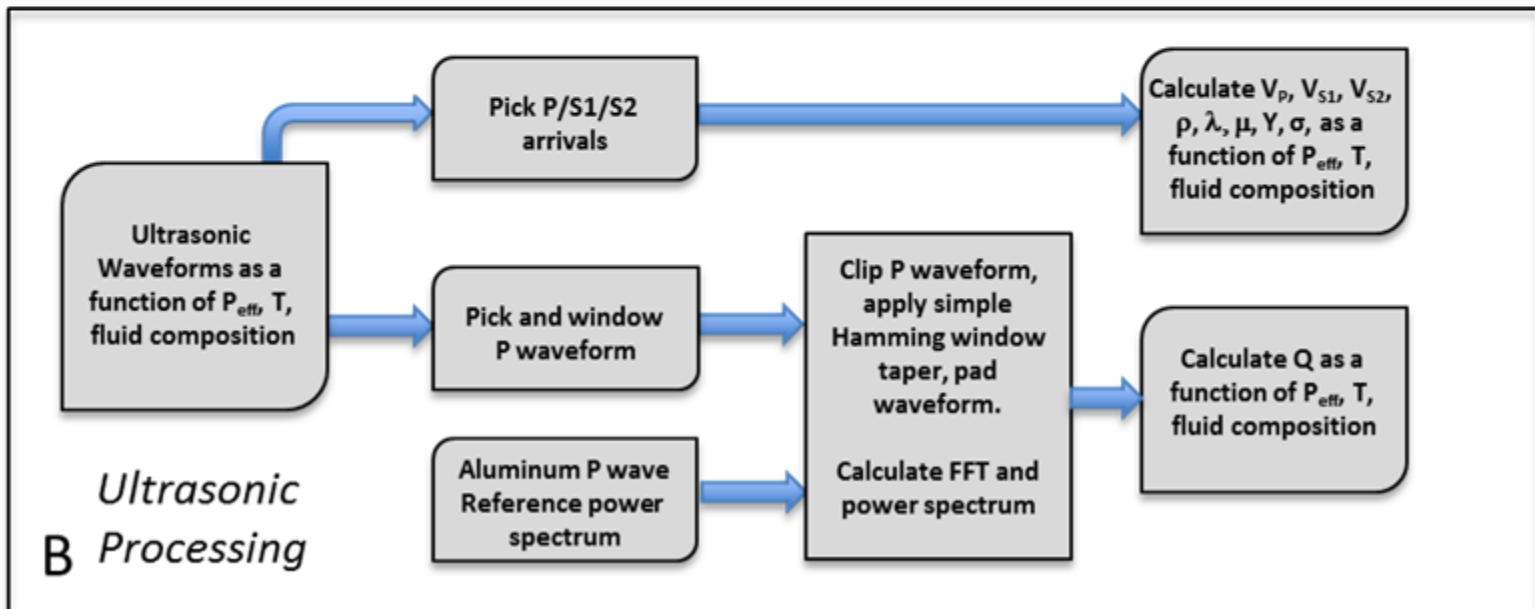 Pick P/S1/S2
arrivals
Calculate VP, VS1, VS2,
ρ, λ, μ, Y, σ, as a
function of Peff, T,
fluid composition
Ultrasonic
Waveforms as a
function of Peff, T,
fluid composition
Pick and window
P waveform
Clip P waveform,
apply simple
Hamming window
taper, pad
waveform.
Calculate FFT and
power spectrum
Calculate Q as a
function of Peff, T,
fluid composition
Aluminum P wave
Reference power
spectrum
Ultrasonic
Processing
B